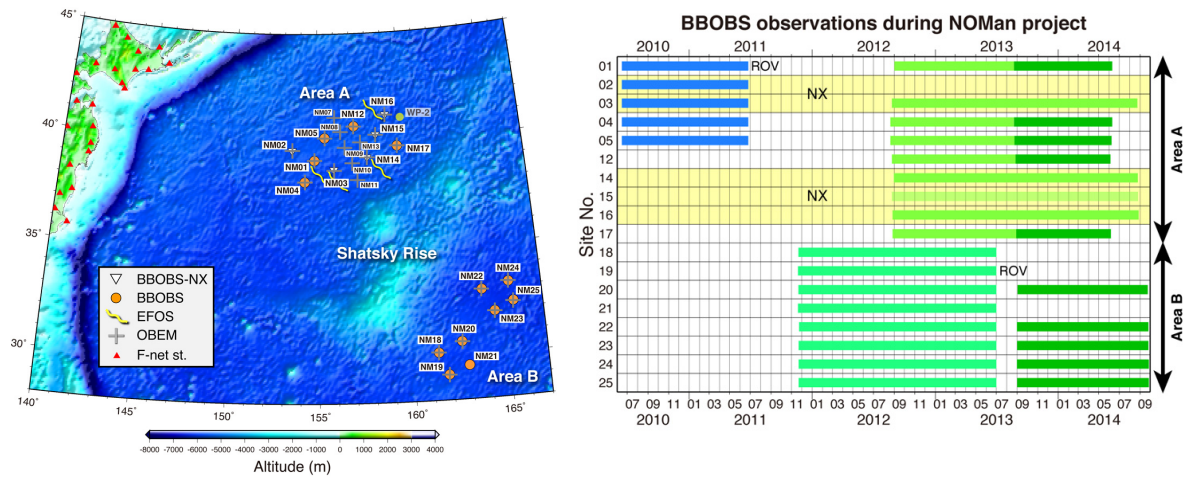 45˚
40˚
35˚
30˚
140˚
145˚
150˚
155˚
160˚
165˚
Area A
NM16
NM07
NM12
WP-2
NM08
NM05
NM15
NM02
NM13
NM17
NM09
NM01
NM14
NM10
NM03
NM11
NM04
Shatsky Rise
NM24
NM22
NM25
NM23
NM20
NM18
NM21
NM19
Area B
BBOBS-NX
BBOBS
EFOS
OBEM
F-net st.
-8000 -7000 -6000 -5000 -4000 -3000 -2000 -1000 0 1000 2000 3000 4000
Altitude (m)
BBOBS observations during NOMan project
2010 2011 2012 2013 2014
Site No.
01 ROV
02
NX
03
04
05
12
14
15 NX
16
17
18
19 ROV
20
21
22
23
24
25
Area A
Area B
07 09 11 01 03 05 07 11 01 03 05 07 09 11 01 03 05 07 09 11 01 03 05 07 09
2010 2011 2012 2013 2014